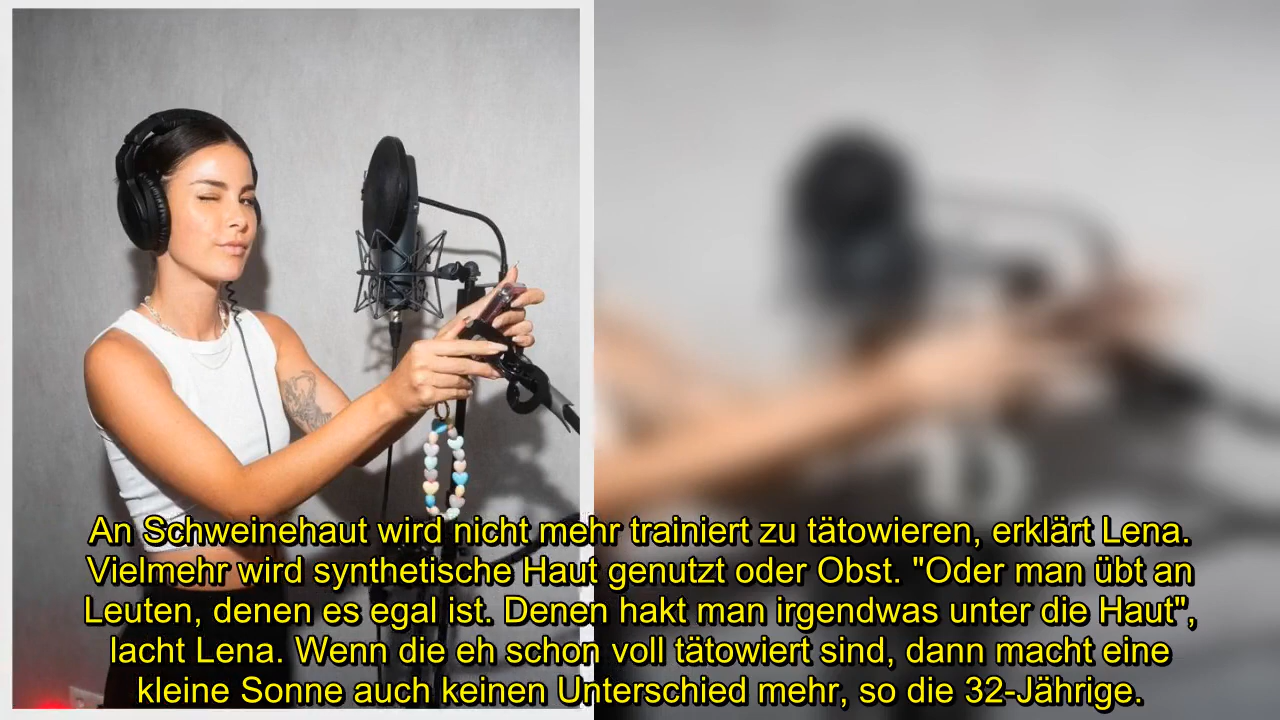 An Schweinehaut wird nicht mehr trainiert zu tätowieren, erklärt Lena.
Vielmehr wird synthetische Haut genutzt oder Obst. "Oder man übt an
Leuten, denen es egal ist. Denen hakt man irgendwas unter die Haut",
lacht Lena. Wenn die eh schon voll tätowiert sind, dann macht eine
kleine Sonne auch keinen Unterschied mehr, so die 32-Jährige.